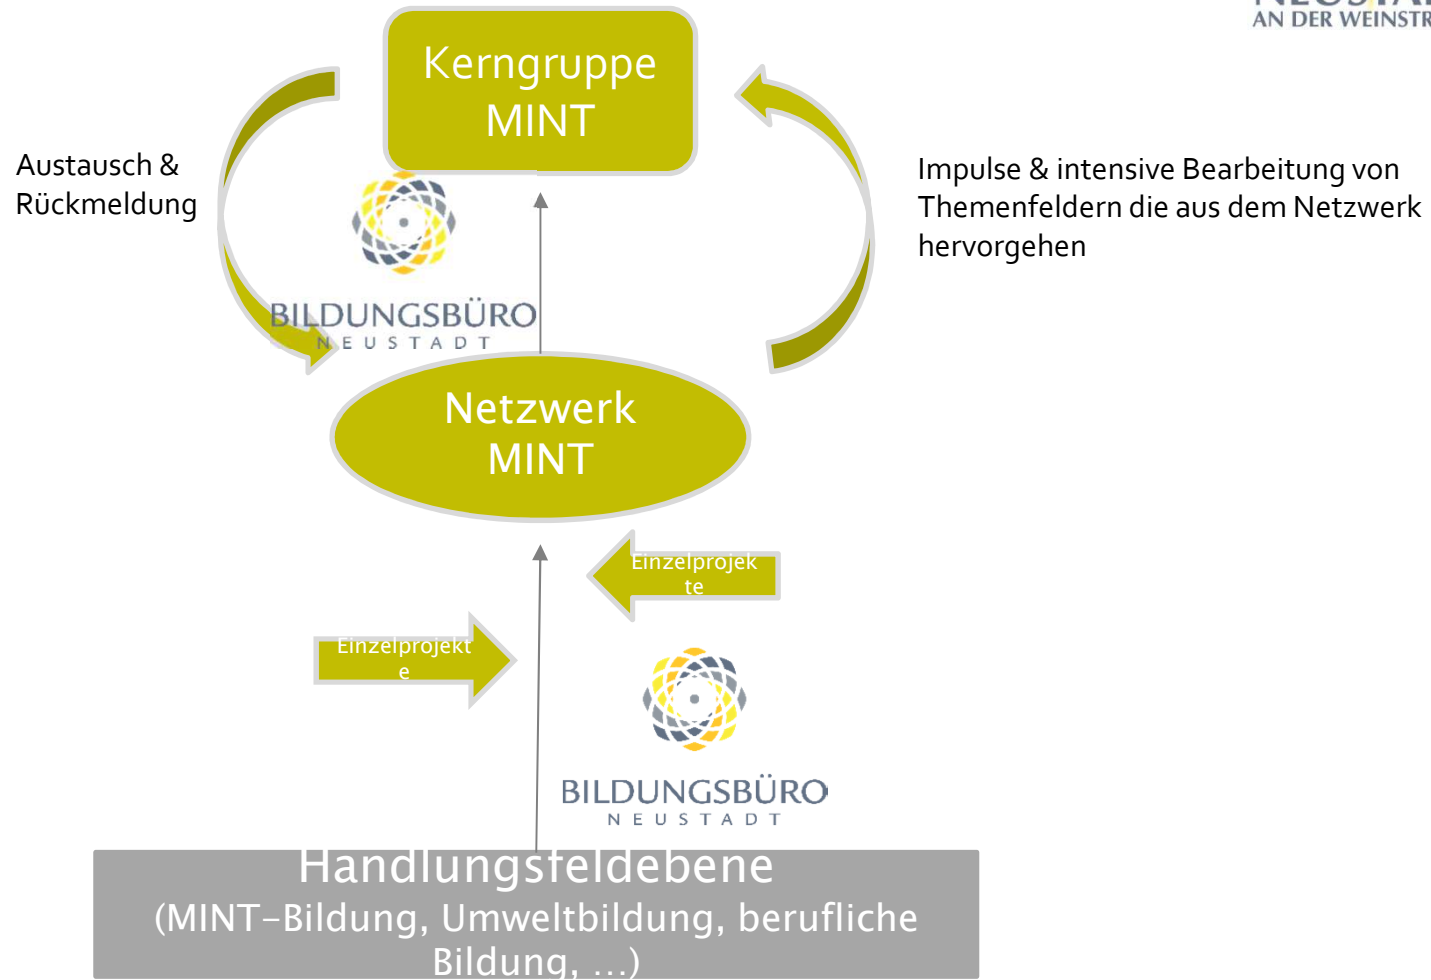 AN DER WEINSTR
Kerngruppe
MINT
Austausch &
Rückmeldung
Impulse & intensive Bearbeitung von
Themenfeldern die aus dem Netzwerk
hervorgehen
BILDUNGSBÜRO
NEUSTADT
Netzwerk
MINT
Einzelprojek
te
Einzelprojekt
e
BILDUNGSBÜRO
NEUSTADT
Handlungsfeldebene
(MINT-Bildung, Umweltbildung, berufliche
Bildung, ...)